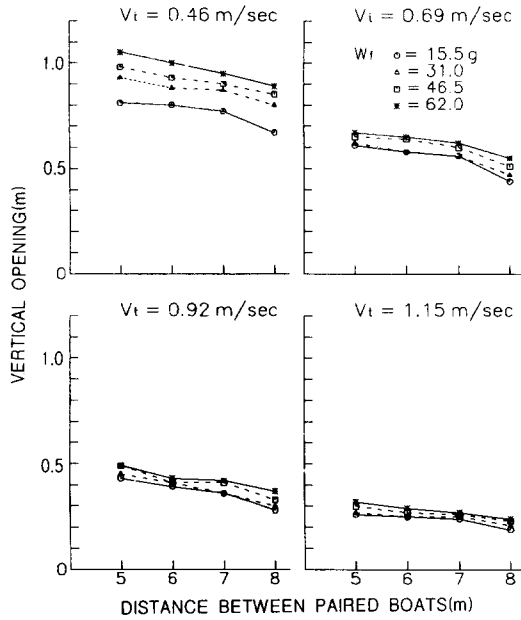 Vt = 0.46 m/sec
Vt = 0.69 m/sec
Wf
= 15.5 g
= 31.0
= 46.5
= 62.0
1.0
0.5
0
Vt = 0.92 m/sec
Vt = 1.15 m/sec
1.0
0.5
0
5 6 7 8
5 6 7 8
VERTICAL OPENING(m)
DISTANCE BETWEEN PAIRED BOATS(m)